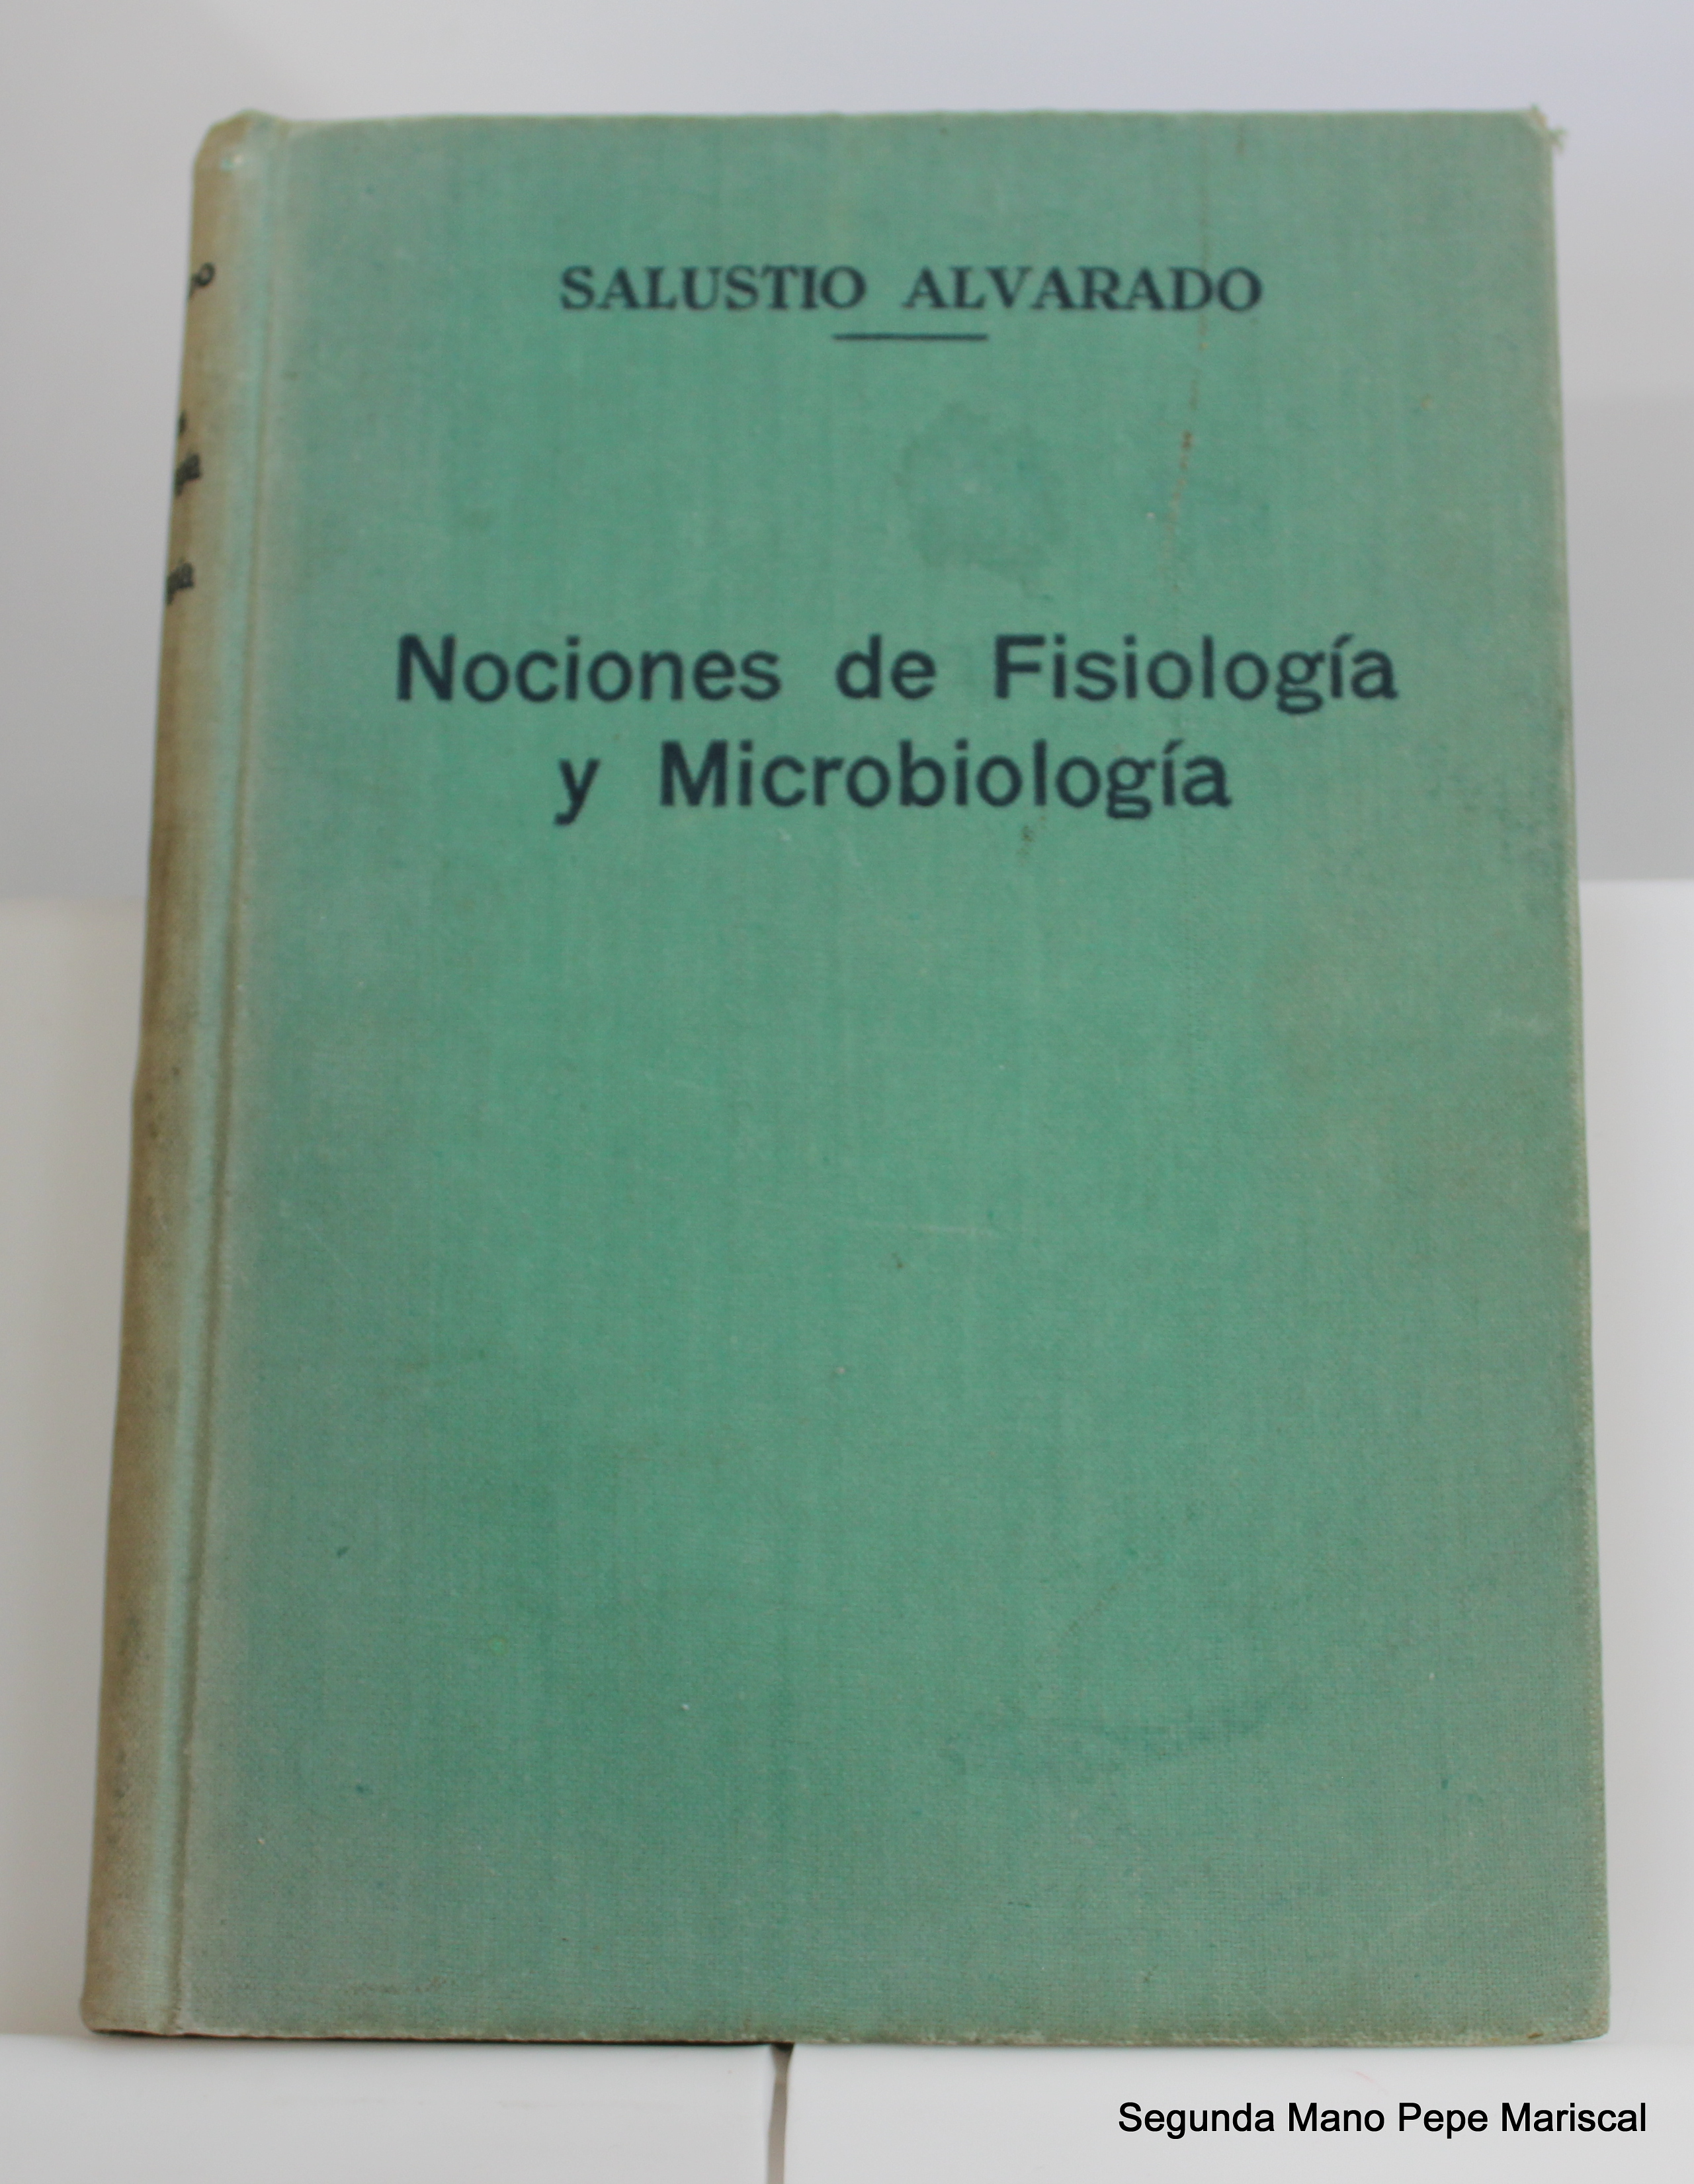 SALUSTIO ALVARADO
Nociones de Fisiología
y Microbiología
Segunda Mano Pepe Mariscal